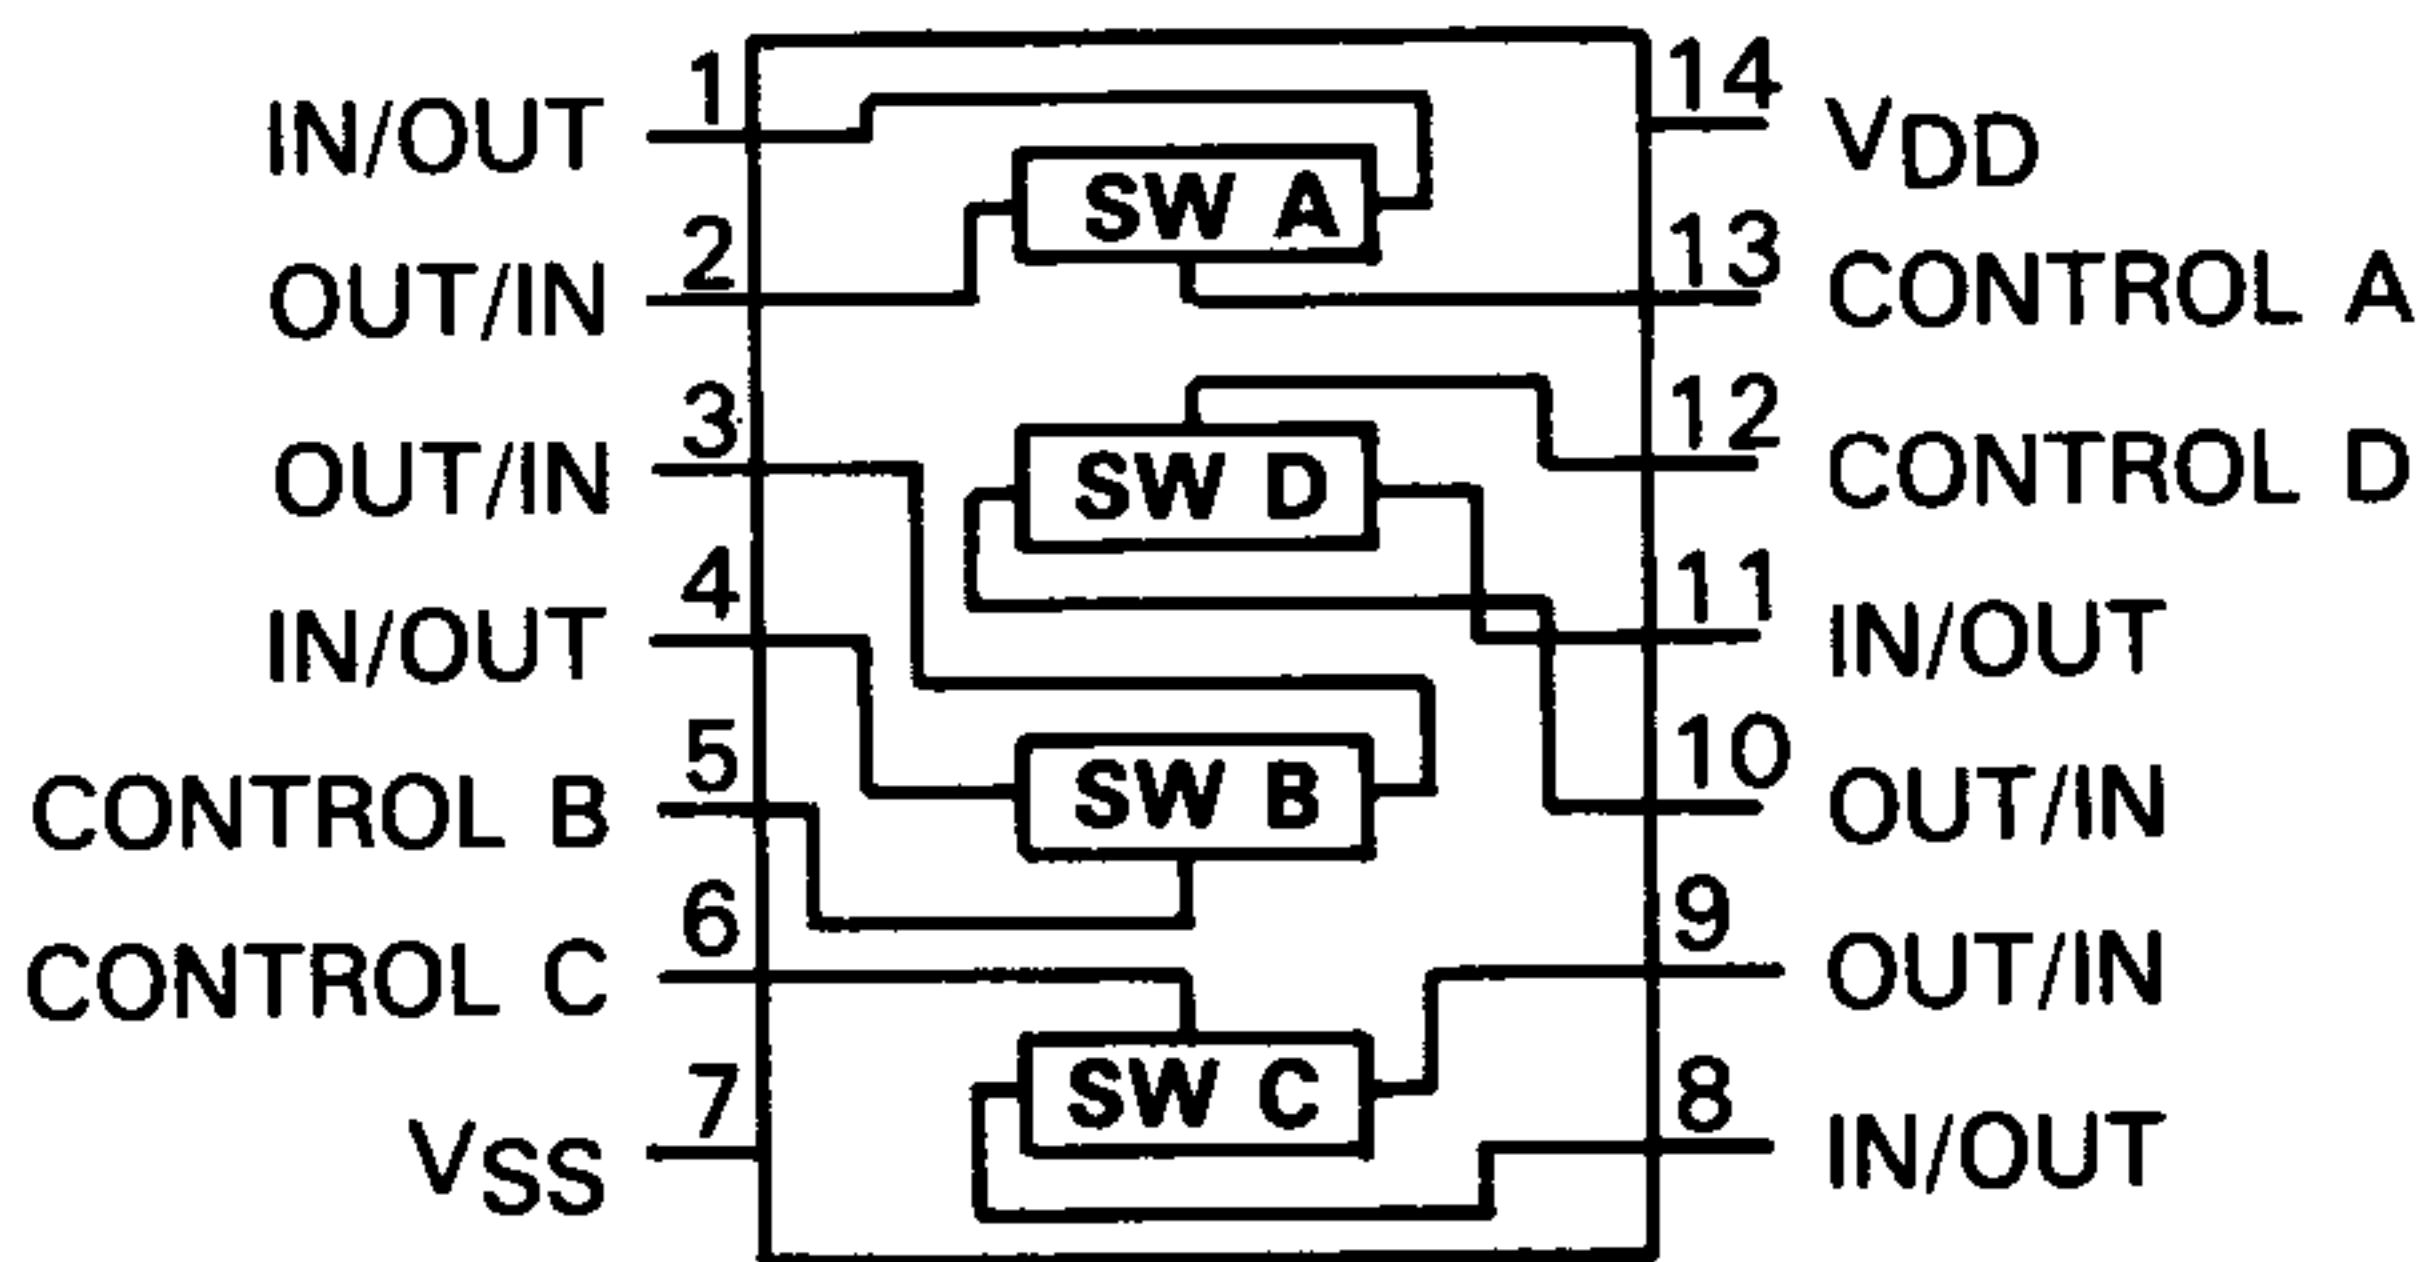 1
IN/OUT
2
OUT/IN
3
OUT/IN
4
IN/OUT
5
CONTROL B
6
CONTROL C
7
VSS
SW A
SW D
SW B
SW C
14
VDD
13
CONTROL A
12
CONTROL D
11
IN/OUT
10
OUT/IN
9
OUT/IN
8
IN/OUT